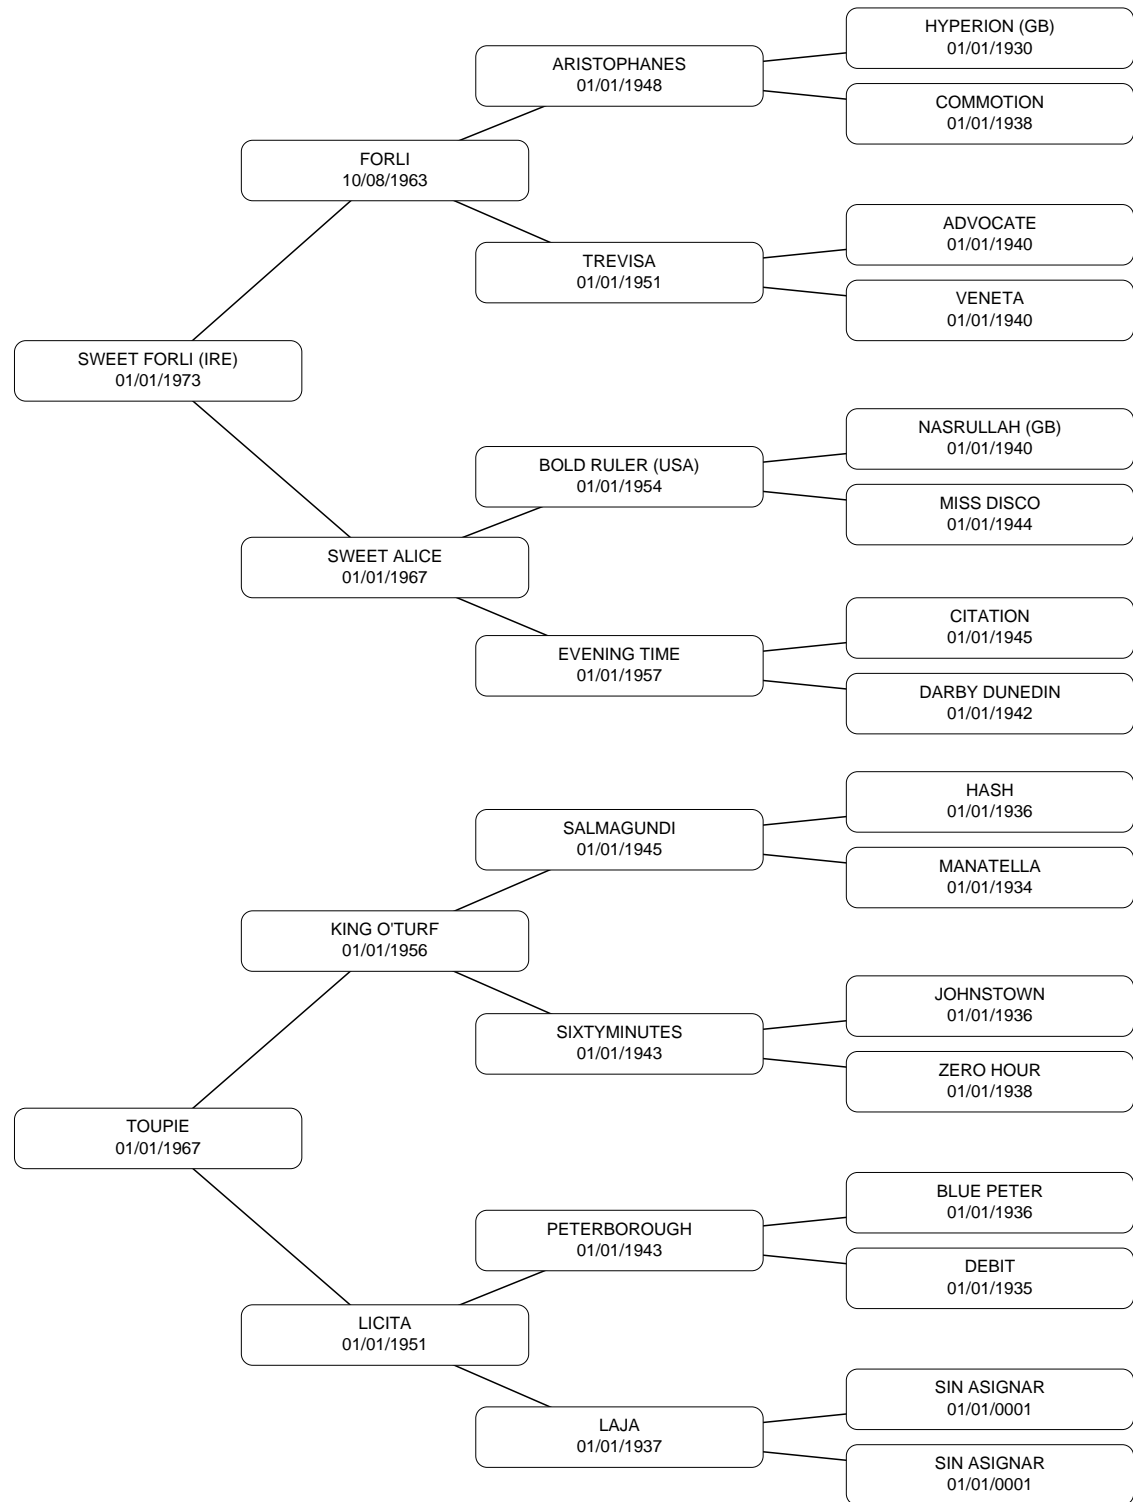 HYPERION (GB)
01/01/1930
ARISTOPHANES
01/01/1948
COMMOTION
01/01/1938
FORLI
10/08/1963
ADVOCATE
01/01/1940
TREVISA
01/01/1951
VENETA
01/01/1940
SWEET FORLI (IRE)
01/01/1973
NASRULLAH (GB)
01/01/1940
BOLD RULER (USA)
01/01/1954
MISS DISCO
01/01/1944
SWEET ALICE
01/01/1967
CITATION
01/01/1945
EVENING TIME
01/01/1957
DARBY DUNEDIN
01/01/1942
HASH
01/01/1936
SALMAGUNDI
01/01/1945
MANATELLA
01/01/1934
KING O'TURF
01/01/1956
JOHNSTOWN
01/01/1936
SIXTYMINUTES
01/01/1943
ZERO HOUR
01/01/1938
TOUPIE
01/01/1967
BLUE PETER
01/01/1936
PETERBOROUGH
01/01/1943
DEBIT
01/01/1935
LICITA
01/01/1951
SIN ASIGNAR
01/01/0001
LAJA
01/01/1937
SIN ASIGNAR
01/01/0001